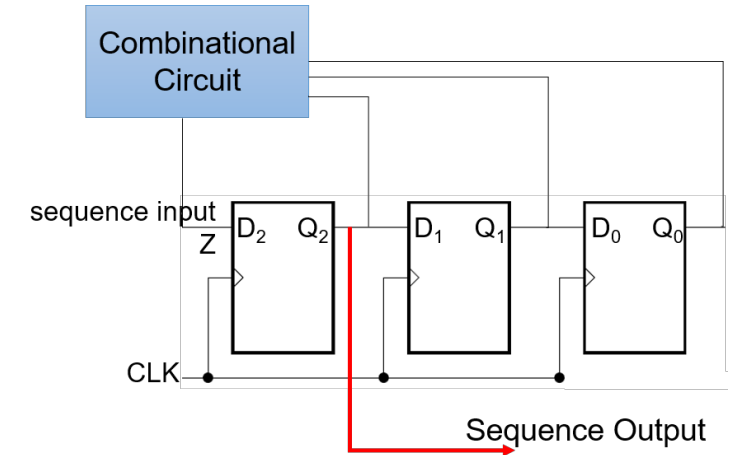 Combinational
Circuit
sequence input
Z
D2 Q2 D1 Q1 D0 Q0
CLK
Sequence Output